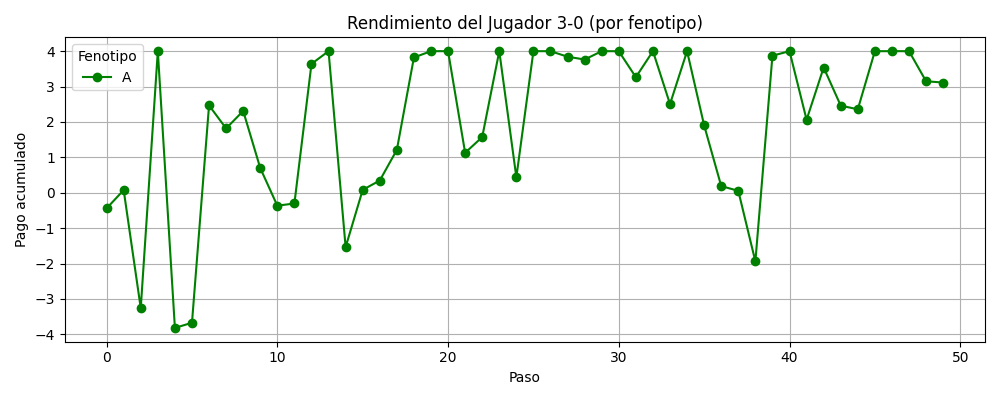 Rendimiento del Jugador 3-0 (por fenotipo)
Fenotipo
A
Pago acumulado
4
3
2
1
0
−1
−2
−3
−4
0 10 20 30 40 50
Paso